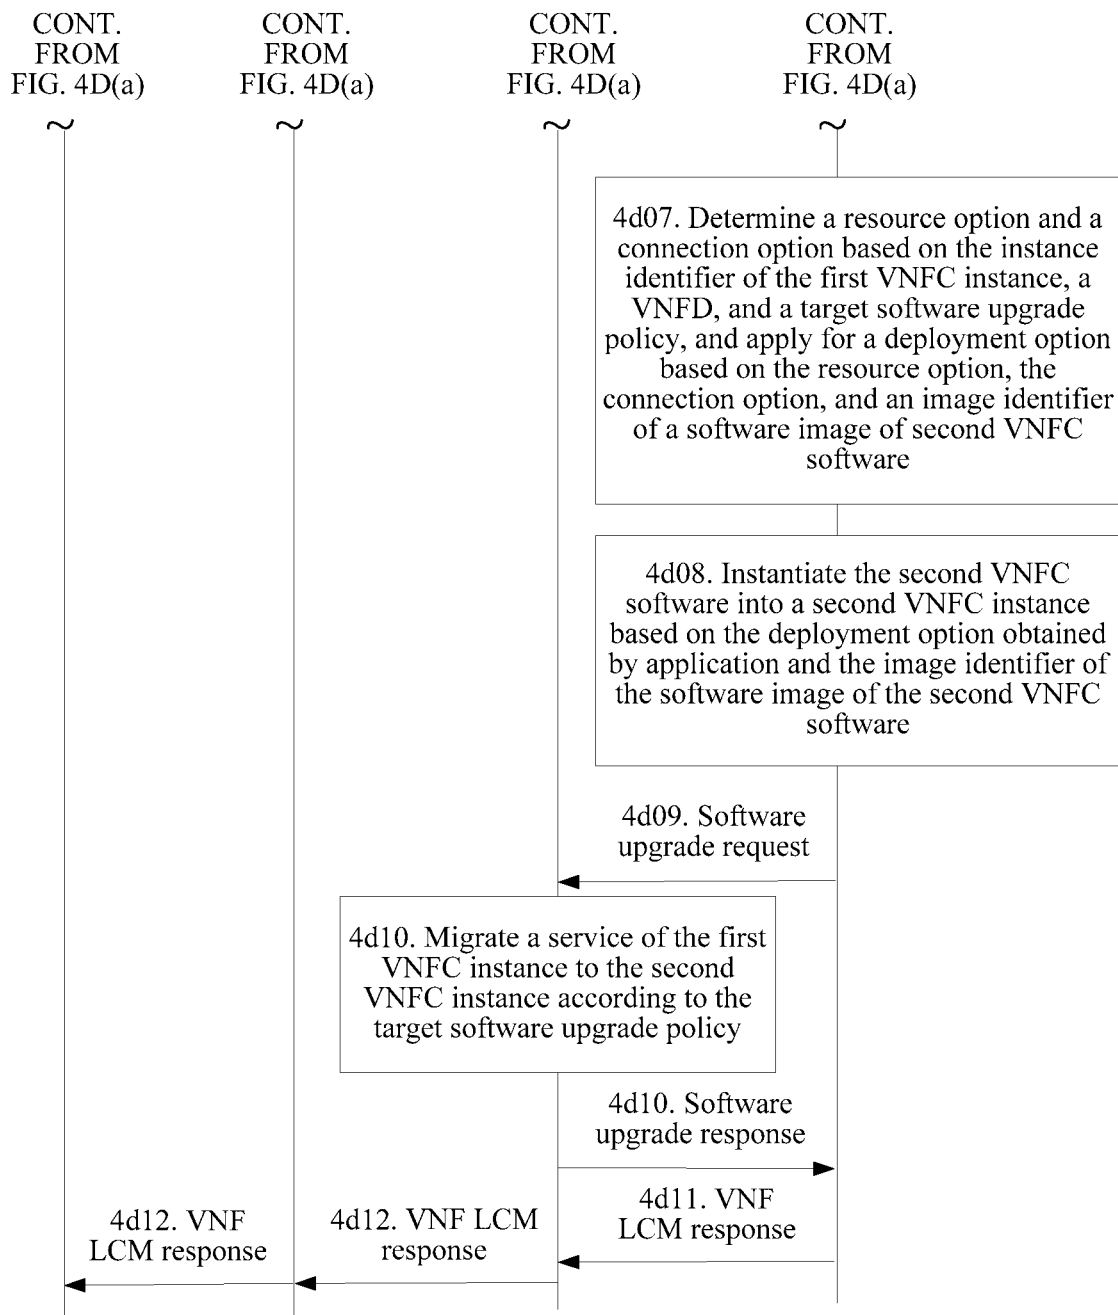 CONT.
FROM
FIG. 4D(a)
CONT.
FROM
FIG. 4D(a)
CONT.
FROM
FIG. 4D(a)
CONT.
FROM
FIG. 4D(a)
4d07. Determine a resource option and a
connection option based on the instance
identifier of the first VNFC instance, a
VNFD, and a target software upgrade
policy, and apply for a deployment option
based on the resource option, the
connection option, and an image identifier
of a software image of second VNFC
software
4d08. Instantiate the second VNFC
software into a second VNFC instance
based on the deployment option obtained
by application and the image identifier of
the software image of the second VNFC
software
4d09. Software
upgrade request
4d10. Migrate a service of the first
VNFC instance to the second
VNFC instance according to the
target software upgrade policy
4d10. Software
upgrade response
4d11. VNF
LCM response
4d12. VNF LCM
response
4d12. VNF
LCM response